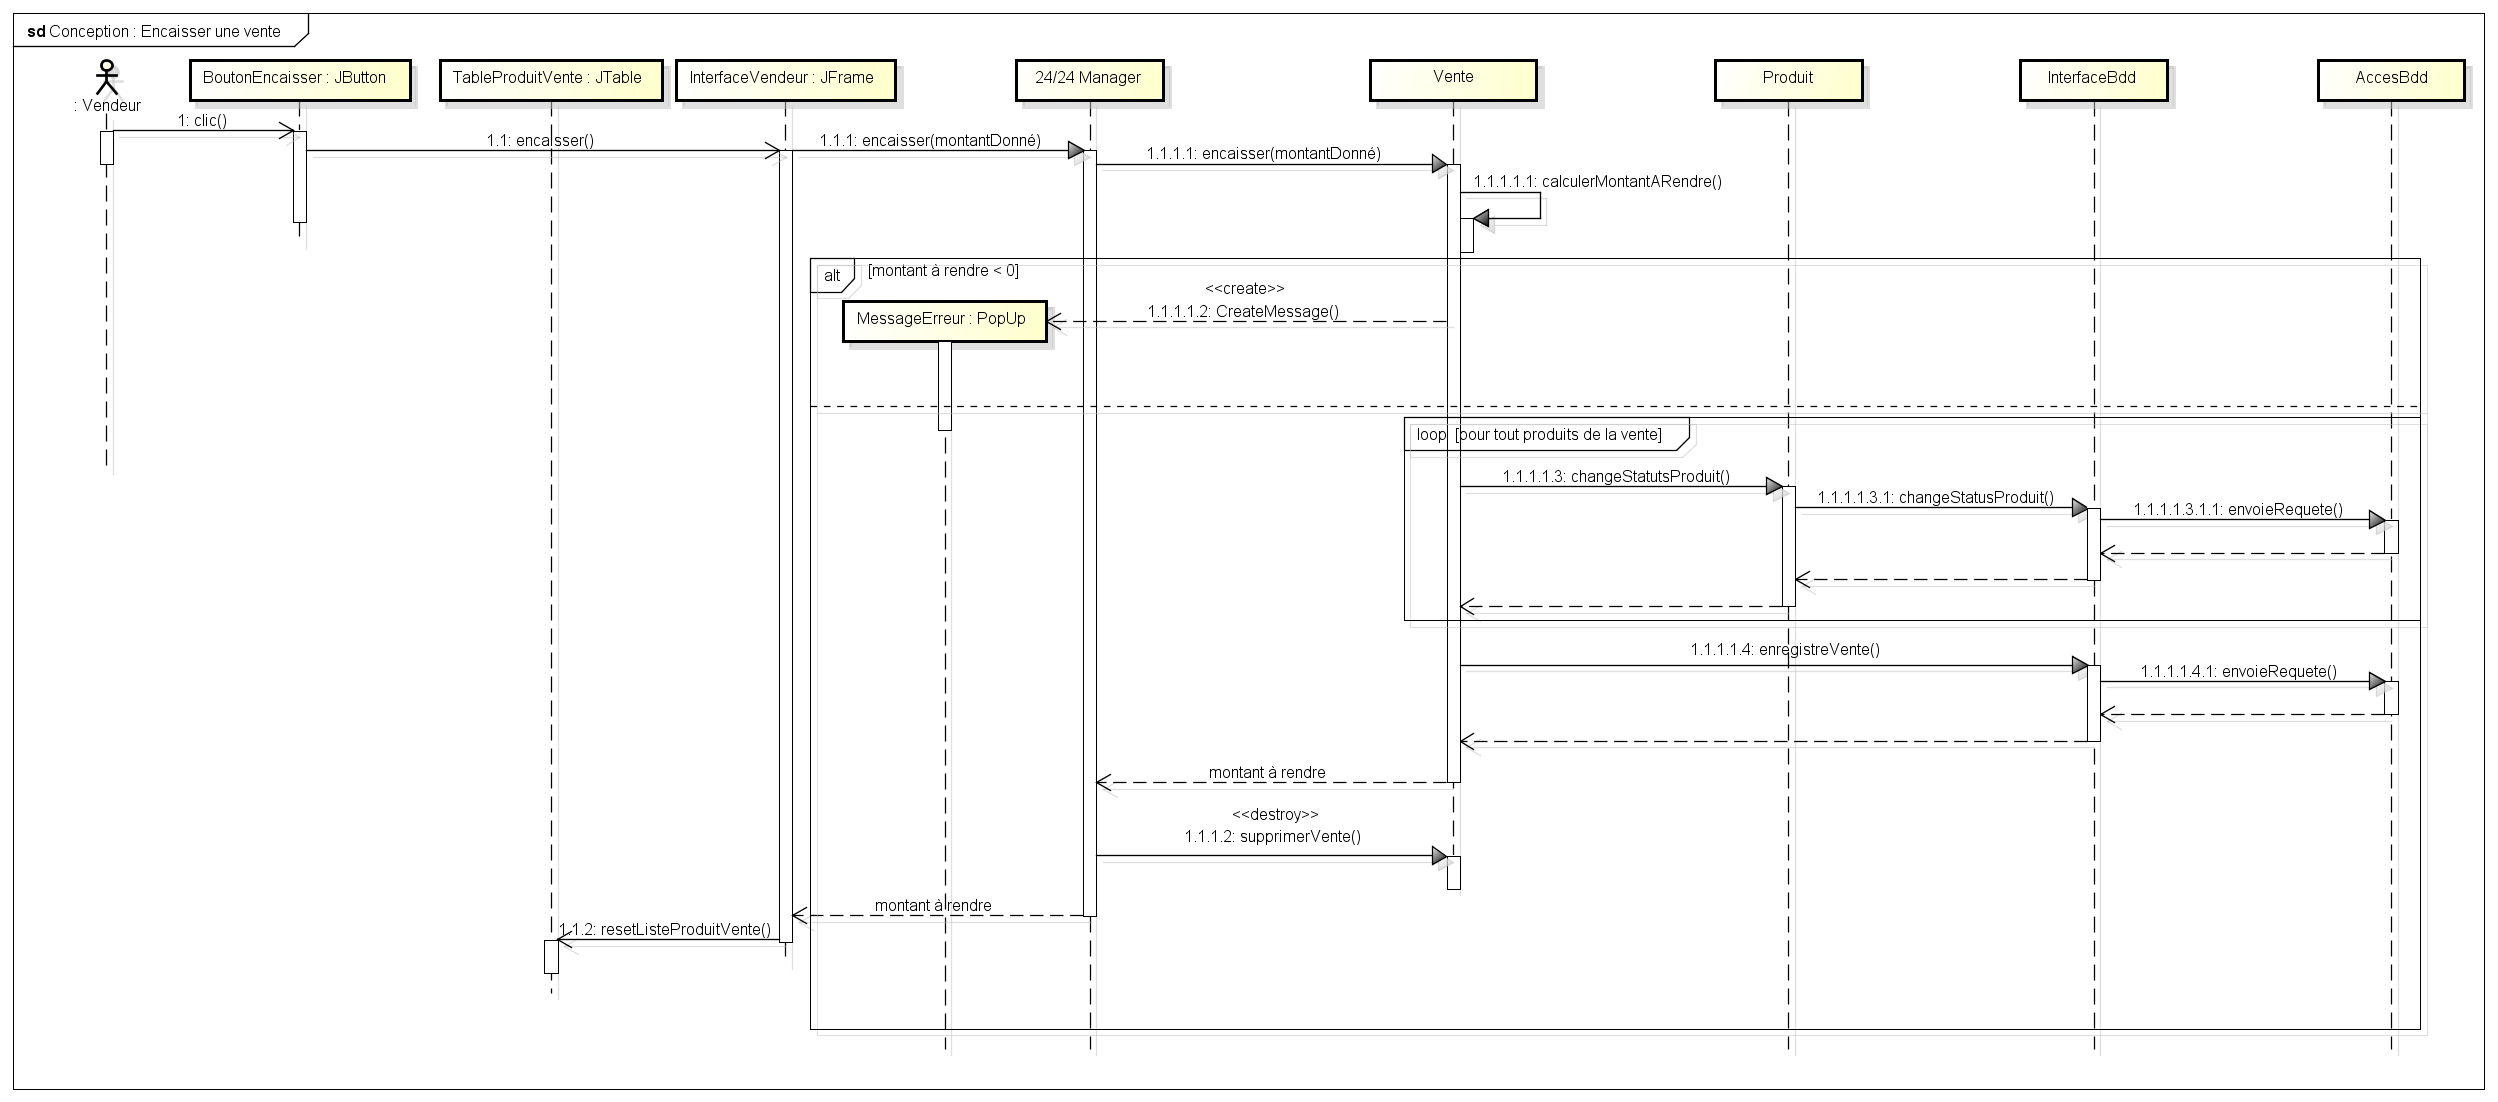 sd Conception : Encaisser une vente
: Vendeur
BoutonEncaisser : JButton
TableProduitVente : JTable
InterfaceVendeur : JFrame
24/24 Manager
Vente
Produit
InterfaceBdd
AccesBdd
1: clic()
1.1: encaisser()
1.1.1: encaisser(montantDonné)
1.1.1.1: encaisser(montantDonné)
1.1.1.1.1: calculerMontantARendre()
alt
[montant à rendre < 0]
<<create>>
1.1.1.1.2: CreateMessage()
MessageErreur : PopUp
loop [pour tout produits de la vente]
1.1.1.1.3: changeStatutsProduit()
1.1.1.1.3.1: changeStatusProduit()
1.1.1.1.3.1.1: envoieRequete()
1.1.1.1.4: enregistreVente()
1.1.1.1.4.1: envoieRequete()
montant à rendre
<<destroy>>
1.1.1.2: supprimerVente()
montant à rendre
1.1.2: resetListeProduitVente()